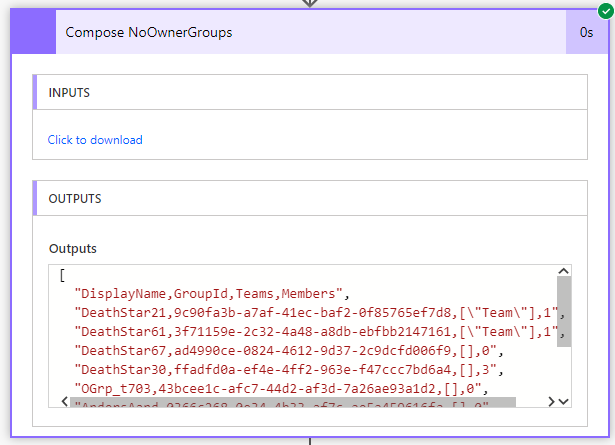 Compose NoOwnerGroups
0s
INPUTS
Click to download
OUTPUTS
Outputs
[
"DisplayName,GroupId,Teams,Members",
"DeathStar21,9c90fa3b-a7af-41ec-baf2-0f85765ef7d8,[\"Team\"],1",
"DeathStar61,3f71159e-2c32-4a48-a8db-ebfbb2147161,[\"Team\"],1",
"DeathStar67,ad4990ce-0824-4612-9d37-2c9dcfd006f9,[],0",
"DeathStar30,ffadfd0a-ef4e-4ff2-963e-f47ccc7bd6a4,[],3",
"OGrp_t703,43bcee1c-afc7-44d2-af3d-7a26ae93a1d2,[],0",